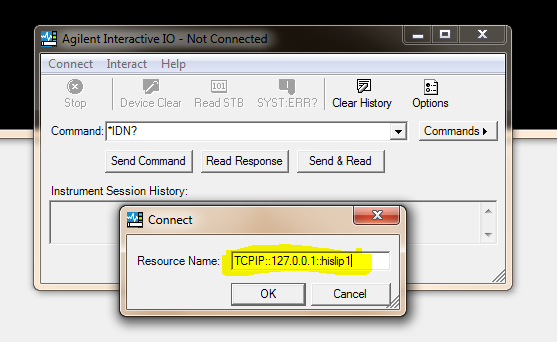 Agilent Interactive IO - Not Connected
Connect Interact Help
Stop Device Clear Read STB SYST:ERR? Clear History Options
101
Command: *IDN? Commands
Send Command Read Response Send & Read
Instrument Session History:
Connect
Resource Name: TCPIP::127.0.0.1::hislip1
OK Cancel